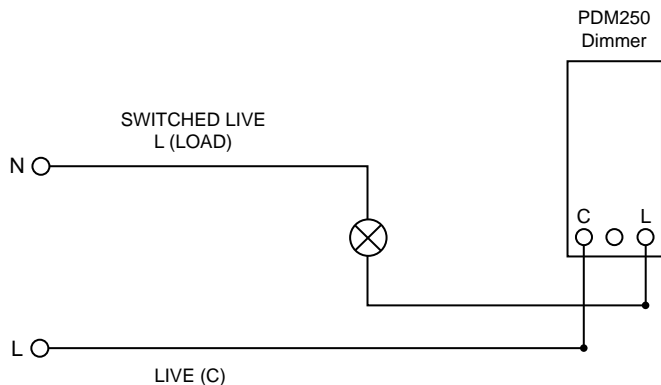 PDM250
Dimmer
SWITCHED LIVE
L (LOAD)
N
C L
L
LIVE (C)